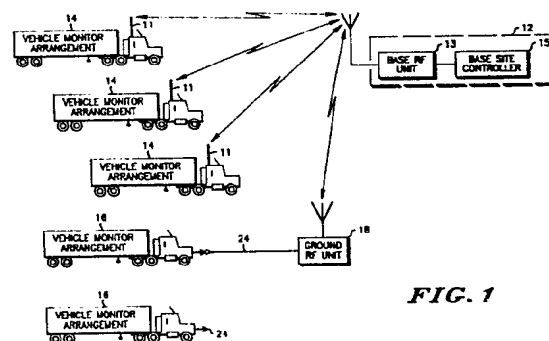 14
11
VEHICLE MONITOR
ARRANGEMENT
12
13
15
BASE RF
UNIT
BASE SITE
CONTROLLER
14
11
VEHICLE MONITOR
ARRANGEMENT
14
11
VEHICLE MONITOR
ARRANGEMENT
16
VEHICLE MONITOR
ARRANGEMENT
24
18
GROUND
RF UNIT
16
VEHICLE MONITOR
ARRANGEMENT
24
FIG. 1